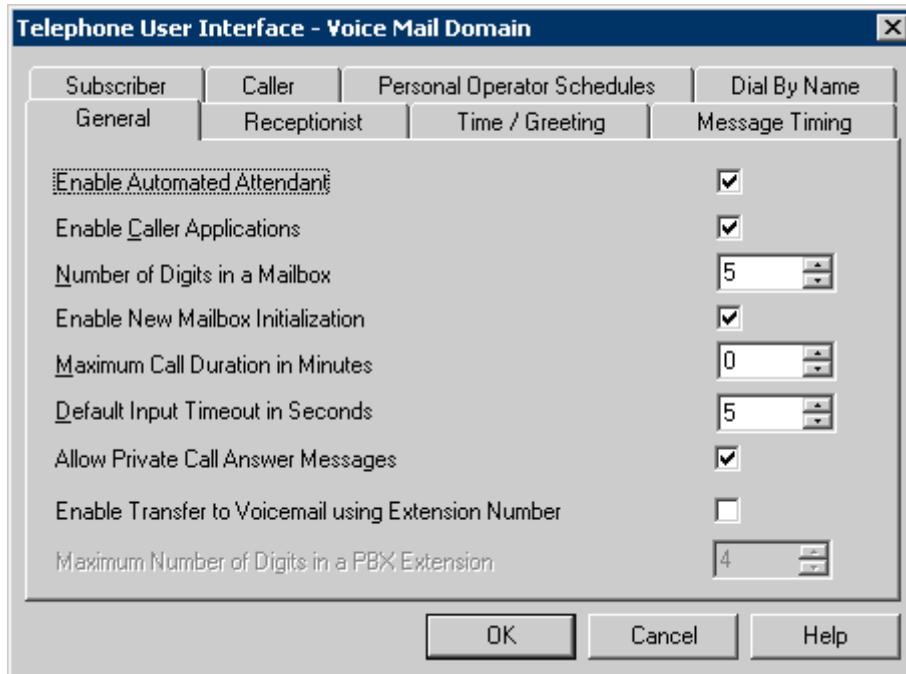 Telephone User Interface - Voice Mail Domain
Subscriber Caller Personal Operator Schedules Dial By Name
General Receptionist Time / Greeting Message Timing
Enable Automated Attendant
Enable Caller Applications
Number of Digits in a Mailbox 5
Enable New Mailbox Initialization
Maximum Call Duration in Minutes 0
Default Input Timeout in Seconds 5
Allow Private Call Answer Messages
Enable Transfer to Voicemail using Extension Number
Maximum Number of Digits in a PBX Extension 4
OK Cancel Help